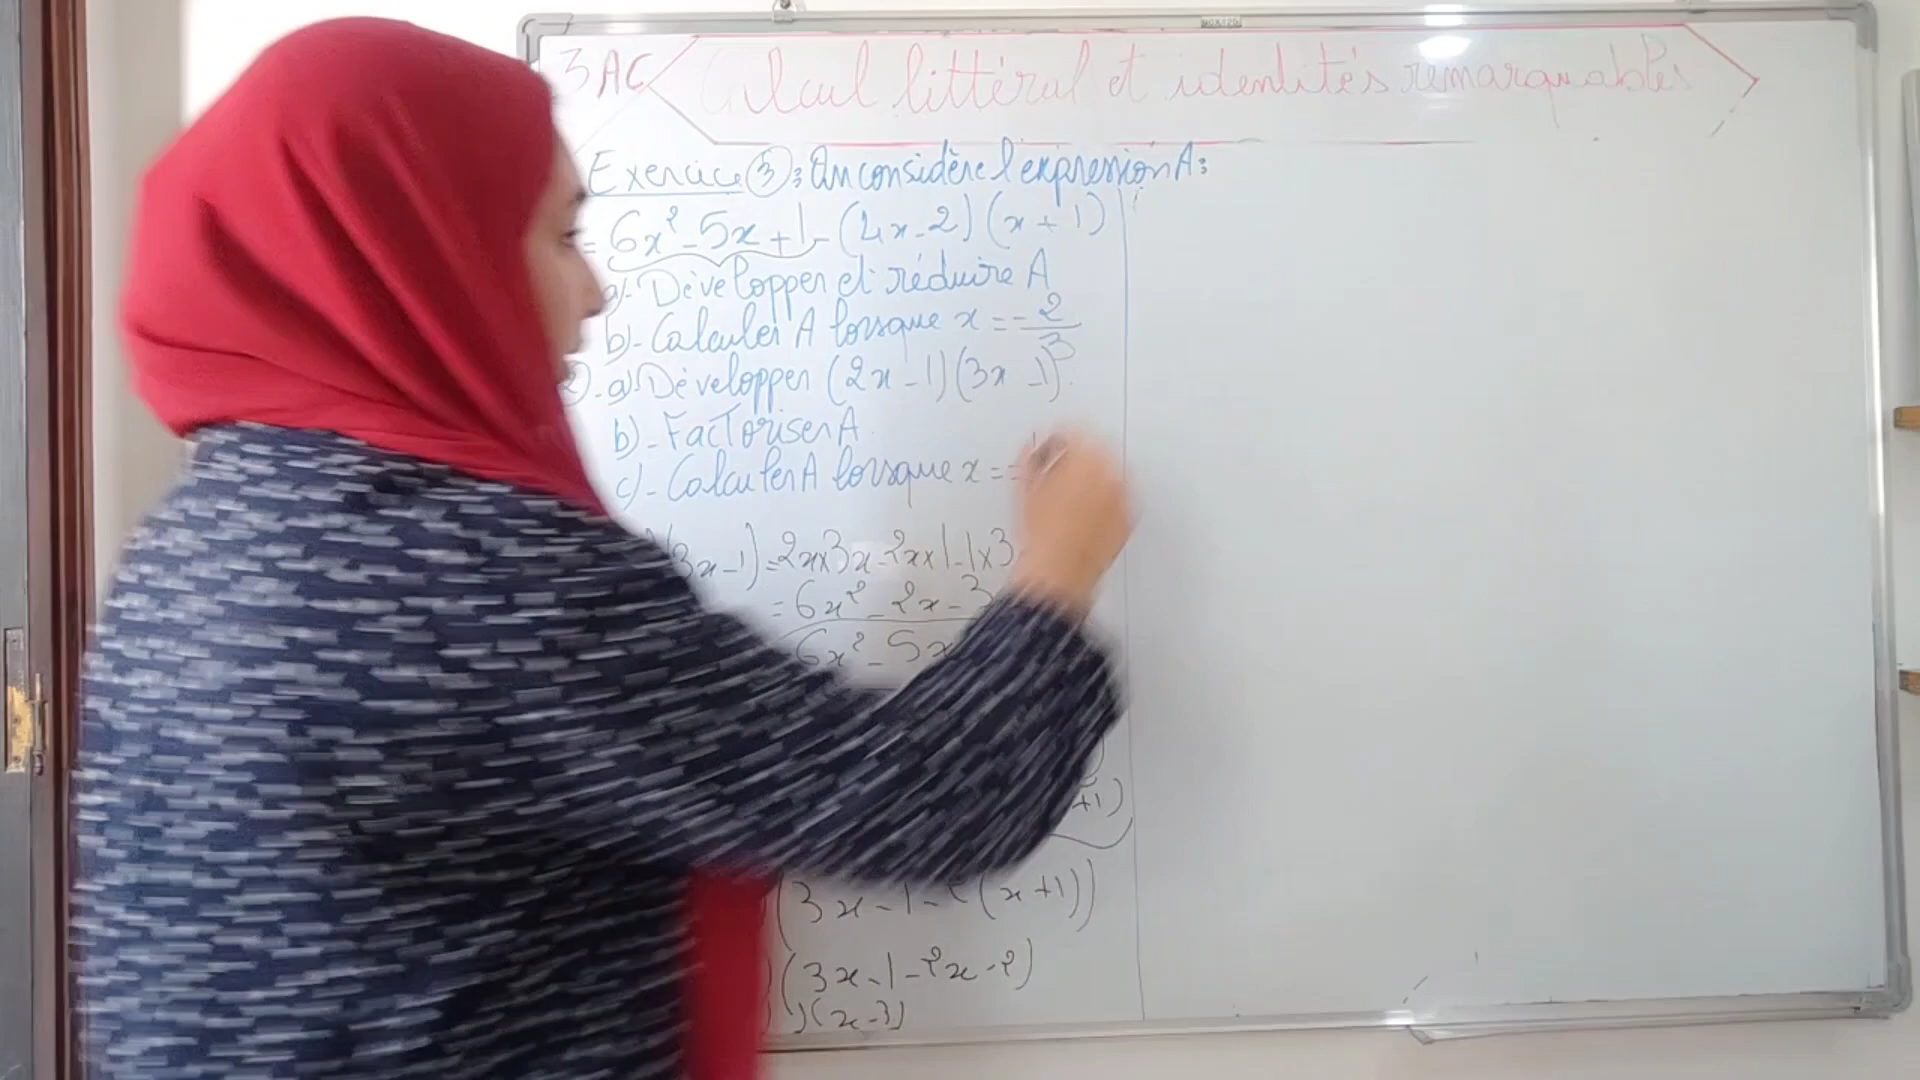 3AC Calcul littéral et identités remarquables
Exercice 3: On considère l'expression A:
= 6x² - 5x + 1 - (4x - 2)(x + 1)
a)- Développer et réduire A
b)- Calculer A lorsque x = -2/3
2)- a) Développer (2x - 1)(3x - 1).
b)- Factoriser A
c)- Calculer A lorsque x =
(3x - 1) = 2x×3x - 2x×1 - 1×3
= 6x² - 2x - 3
6x² - 5x
+1)
(3x - 1 - 2(x + 1))
)(3x - 1 - 2x - 2)
)(x - 3)